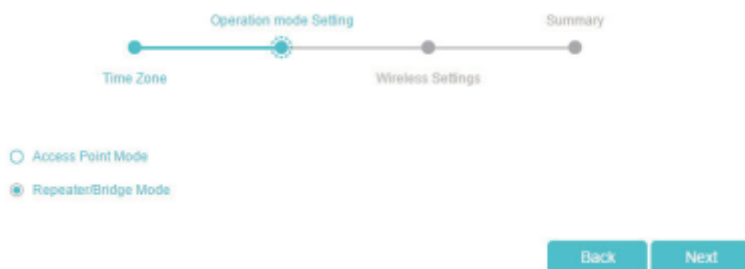 Operation mode Setting Summary
Time Zone Wireless Settings
Access Point Mode
Repeater/Bridge Mode
Back Next